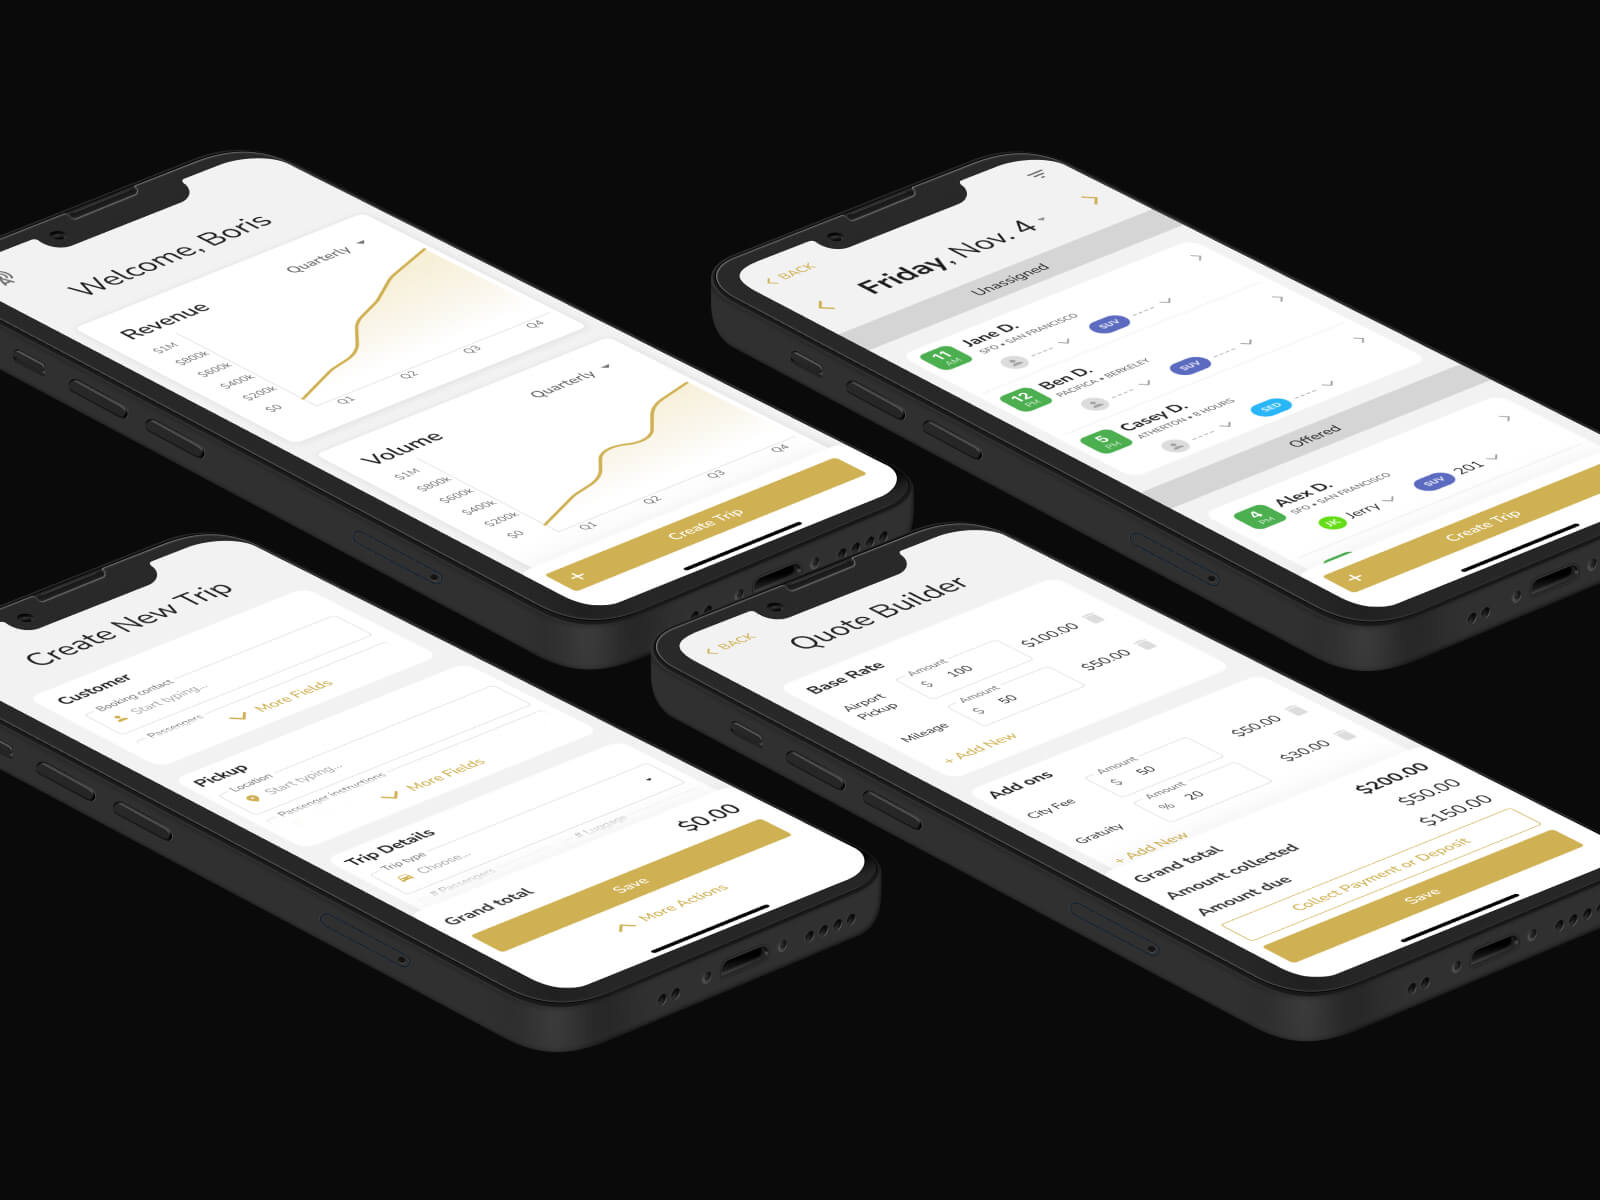 Welcome, Boris
Revenue
Quarterly
$1M
$800k
$600k
$400k
$200k
$0
Q1
Q2
Q3
Q4
Volume
Quarterly
$1M
$800k
$600k
$400k
$200k
$0
Q1
Q2
Q3
Q4
+ Create Trip
BACK
Friday, Nov. 4
Unassigned
11 AM
Jane D.
SFO • SAN FRANCISCO
---- SUV ----
12 PM
Ben D.
PACIFICA • BERKELEY
---- SUV ----
5 PM
Casey D.
ATHERTON • 8 HOURS
---- SED ----
Offered
4 PM
Alex D.
SFO • SAN FRANCISCO
JK Jerry SUV 201
+ Create Trip
Create New Trip
Customer
Booking contact
Start typing...
Passengers
More Fields
Pickup
Location
Start typing...
Passenger instructions
More Fields
Trip Details
Trip type
Choose...
# Passengers
# Luggage
Grand total $0.00
Save
More Actions
BACK
Quote Builder
Base Rate
Airport
Pickup
Amount
$ 100
$100.00
Mileage
Amount
$ 50
$50.00
+ Add New
Add ons
City Fee
Amount
$ 50
$50.00
Gratuity
Amount
% 20
$30.00
+ Add New
Grand total $200.00
Amount collected $50.00
Amount due $150.00
Collect Payment or Deposit
Save